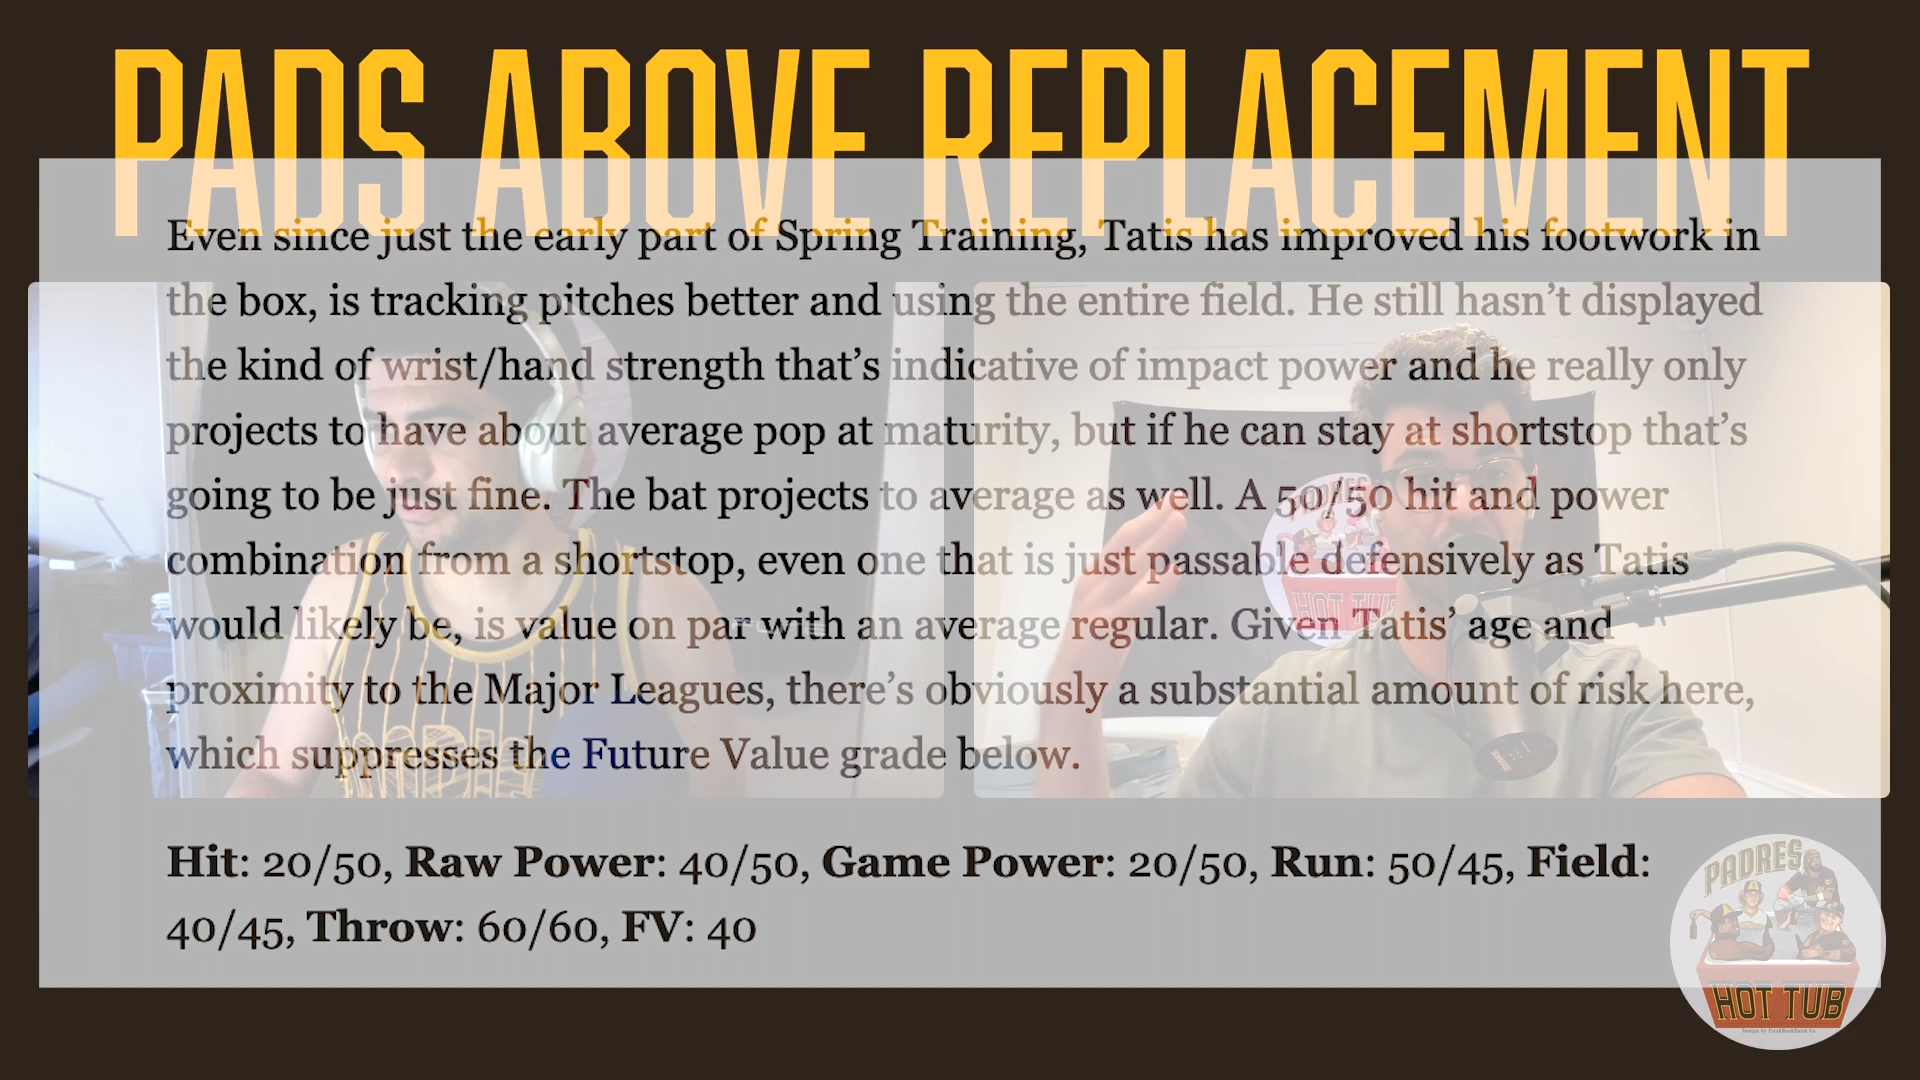 PADS ABOVE REPLACEMENT
Even since just the early part of Spring Training, Tatis has improved his footwork in
the box, is tracking pitches better and using the entire field. He still hasn’t displayed
the kind of wrist/hand strength that’s indicative of impact power and he really only
projects to have about average pop at maturity, but if he can stay at shortstop that’s
going to be just fine. The bat projects to average as well. A 50/50 hit and power
combination from a shortstop, even one that is just passable defensively as Tatis
would likely be, is value on par with an average regular. Given Tatis’ age and
proximity to the Major Leagues, there’s obviously a substantial amount of risk here,
which suppresses the Future Value grade below.
HOT TUB
Hit: 20/50, Raw Power: 40/50, Game Power: 20/50, Run: 50/45, Field:
40/45, Throw: 60/60, FV: 40
PADRES
HOT TUB